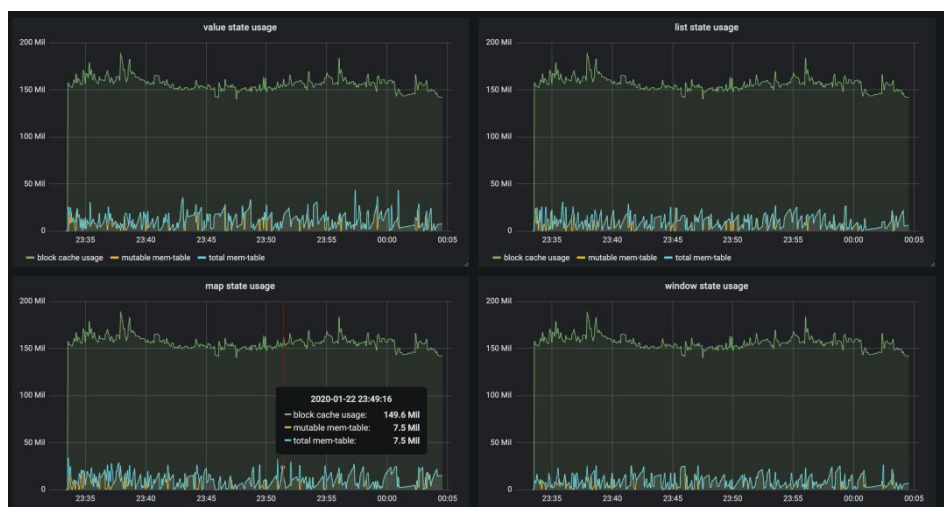 value state usage
200 Mil
150 Mil
100 Mil
50 Mil
0
23:35 23:40 23:45 23:50 23:55 00:00 00:05
block cache usage mutable mem-table total mem-table
list state usage
200 Mil
150 Mil
100 Mil
50 Mil
0
23:35 23:40 23:45 23:50 23:55 00:00 00:05
block cache usage mutable mem-table total mem-table
map state usage
200 Mil
150 Mil
100 Mil
50 Mil
0
2020-01-22 23:49:16
block cache usage: 149.6 Mil
mutable mem-table: 7.5 Mil
total mem-table: 7.5 Mil
23:35 23:40 23:45 23:50 23:55 00:00 00:05
window state usage
200 Mil
150 Mil
100 Mil
50 Mil
0
23:35 23:40 23:45 23:50 23:55 00:00 00:05